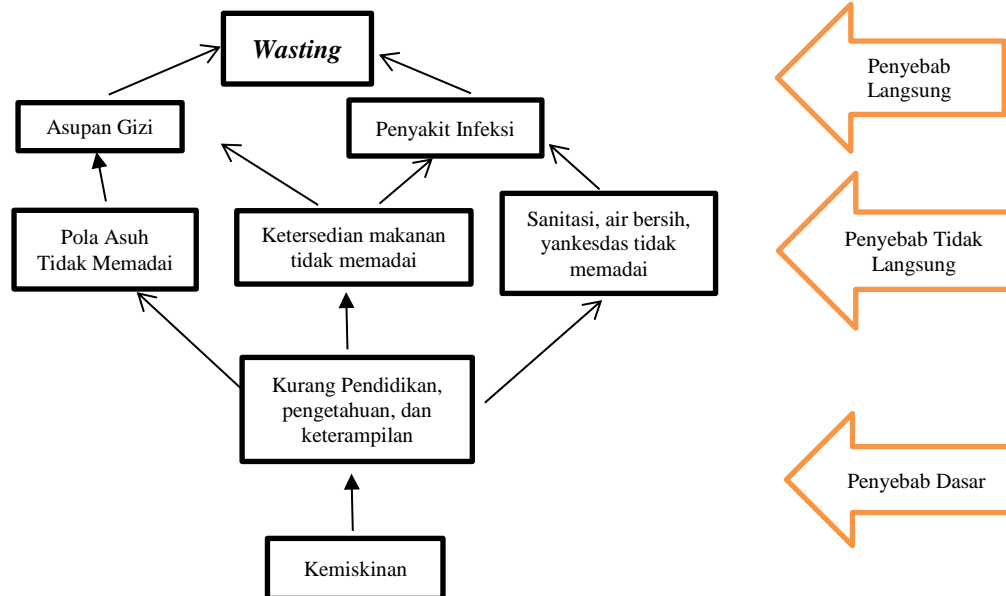 Wasting
Penyebab
Langsung
Asupan Gizi
Penyakit Infeksi
Pola Asuh
Tidak Memadai
Ketersedian makanan
tidak memadai
Sanitasi, air bersih,
yankesdas tidak
memadai
Penyebab Tidak
Langsung
Kurang Pendidikan,
pengetahuan, dan
keterampilan
Penyebab Dasar
Kemiskinan